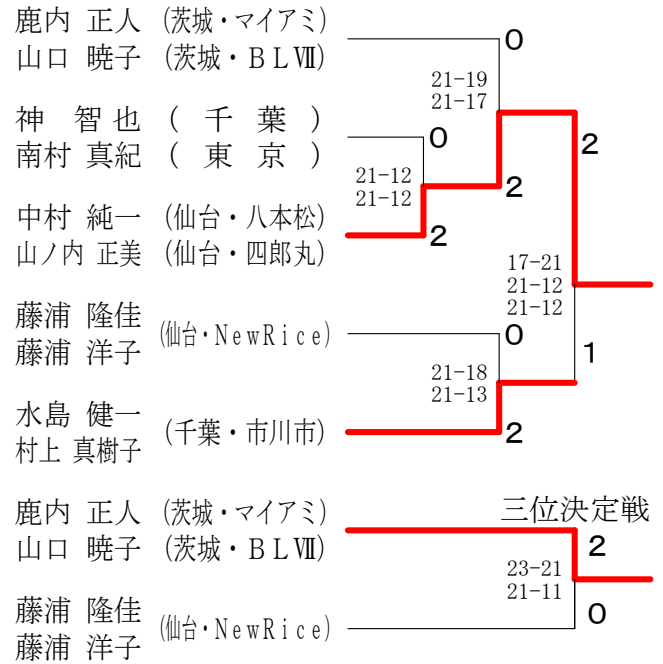 鹿内 正人 (茨城・マイアミ)
山口 暁子 (茨城・ＢＬⅦ)
0
21-19
21-17
神 智也 ( 千 葉 )
南村 真紀 ( 東 京 )
0
2
21-12
21-12
2
中村 純一 (仙台・八本松)
山ノ内 正美 (仙台・四郎丸)
2
17-21
21-12
21-12
藤浦 隆佳
藤浦 洋子
(仙台・NewRice)
0
1
21-18
21-13
水島 健一
村上 真樹子
(千葉・市川市)
2
三位決定戦
鹿内 正人 (茨城・マイアミ)
山口 暁子 (茨城・ＢＬⅦ)
2
23-21
21-11
藤浦 隆佳
藤浦 洋子
(仙台・NewRice)
0